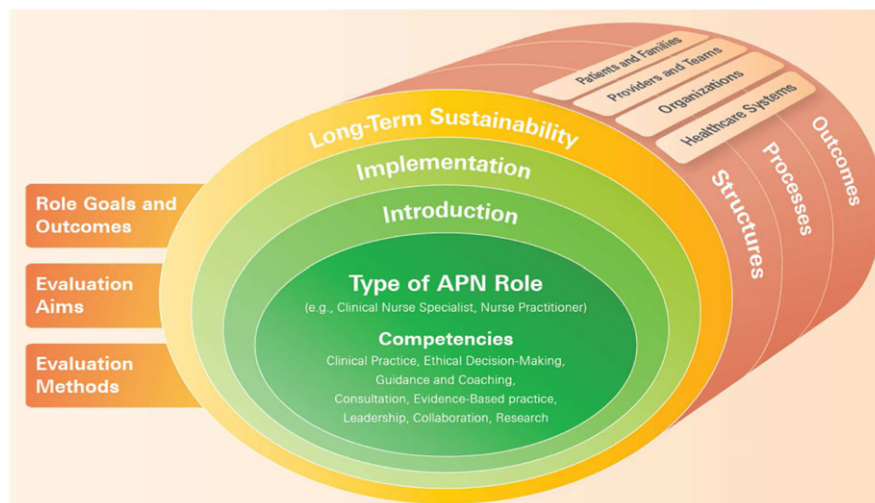 Patients and Families
Providers and Teams
Organizations
Healthcare Systems
Outcomes
Processes
Structures
Long-Term Sustainability
Implementation
Introduction
Role Goals and
Outcomes
Evaluation
Aims
Evaluation
Methods
Type of APN Role
(e.g., Clinical Nurse Specialist, Nurse Practitioner)
Competencies
Clinical Practice, Ethical Decision-Making,
Guidance and Coaching,
Consultation, Evidence-Based practice,
Leadership, Collaboration, Research